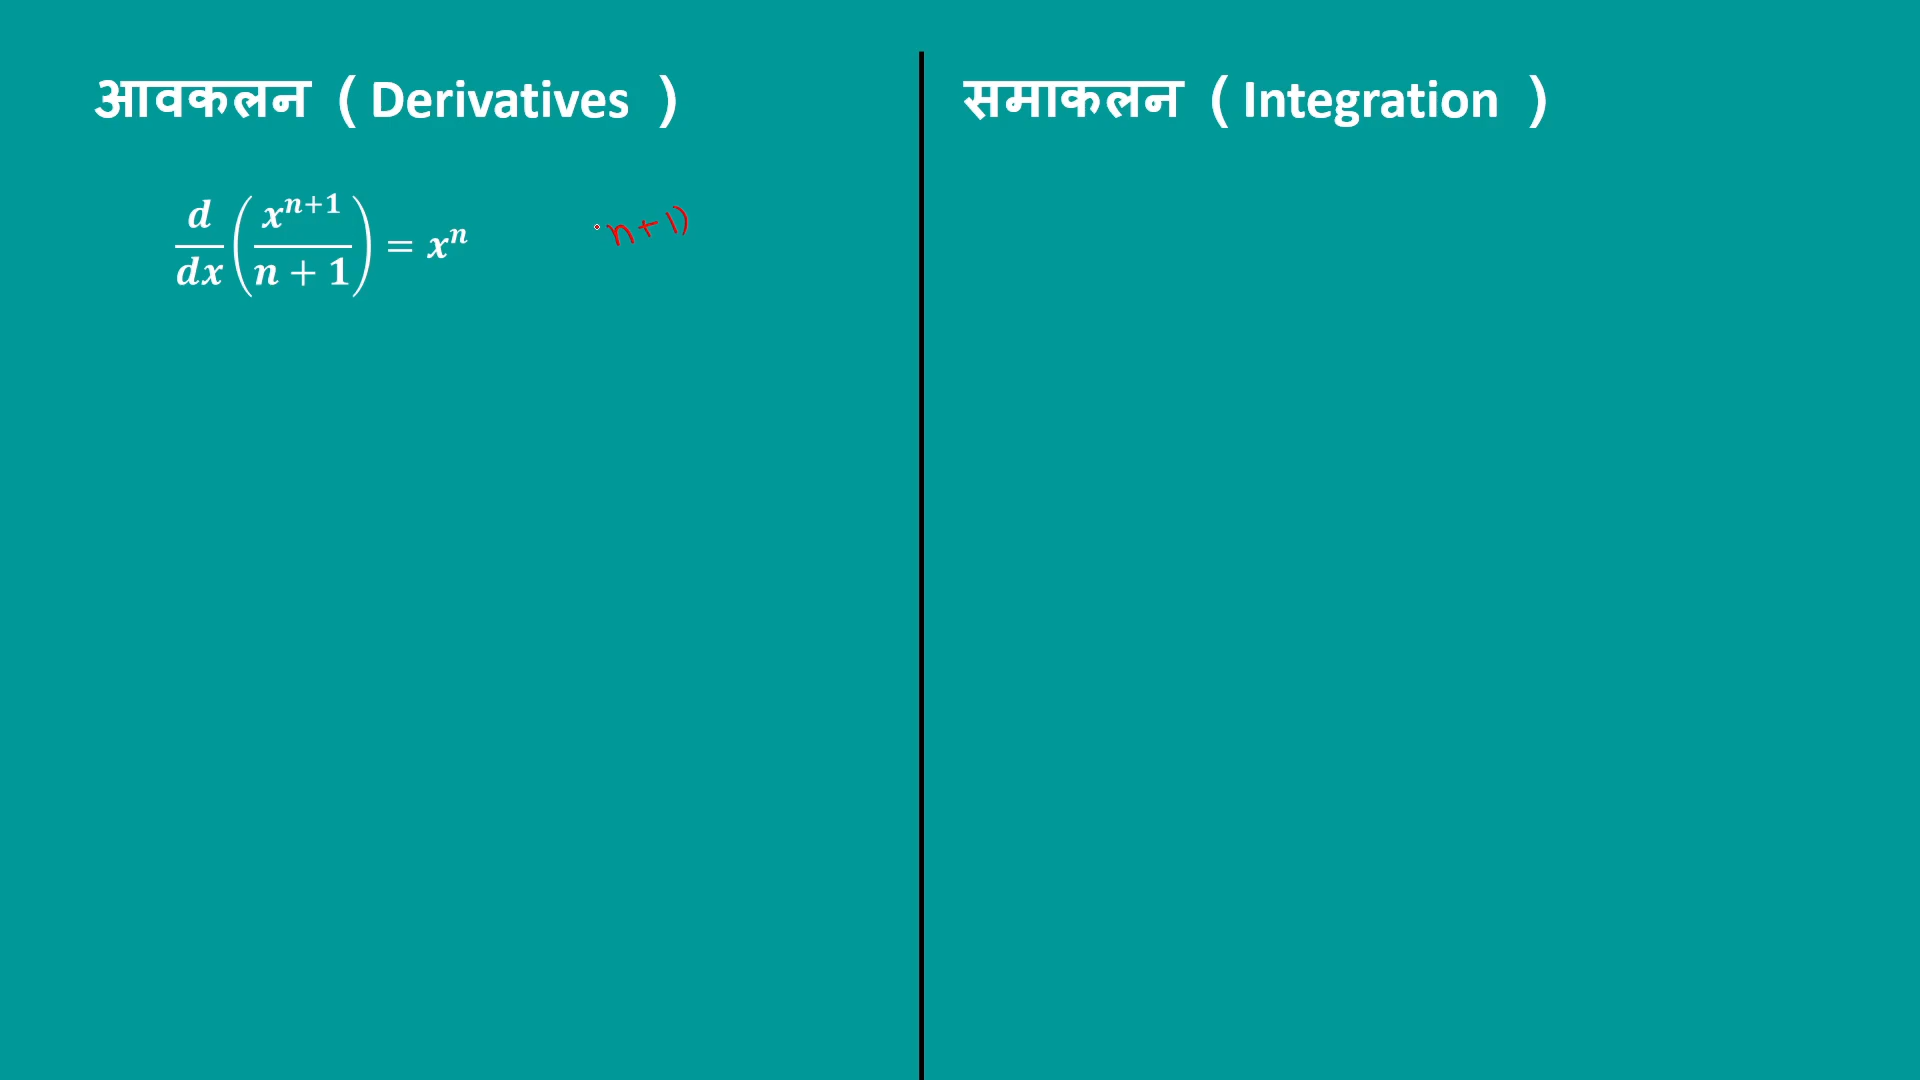 आवकलन ( Derivatives )
d/dx (x^{n+1}/(n + 1)) = x^n
n+1)
समाकलन ( Integration )